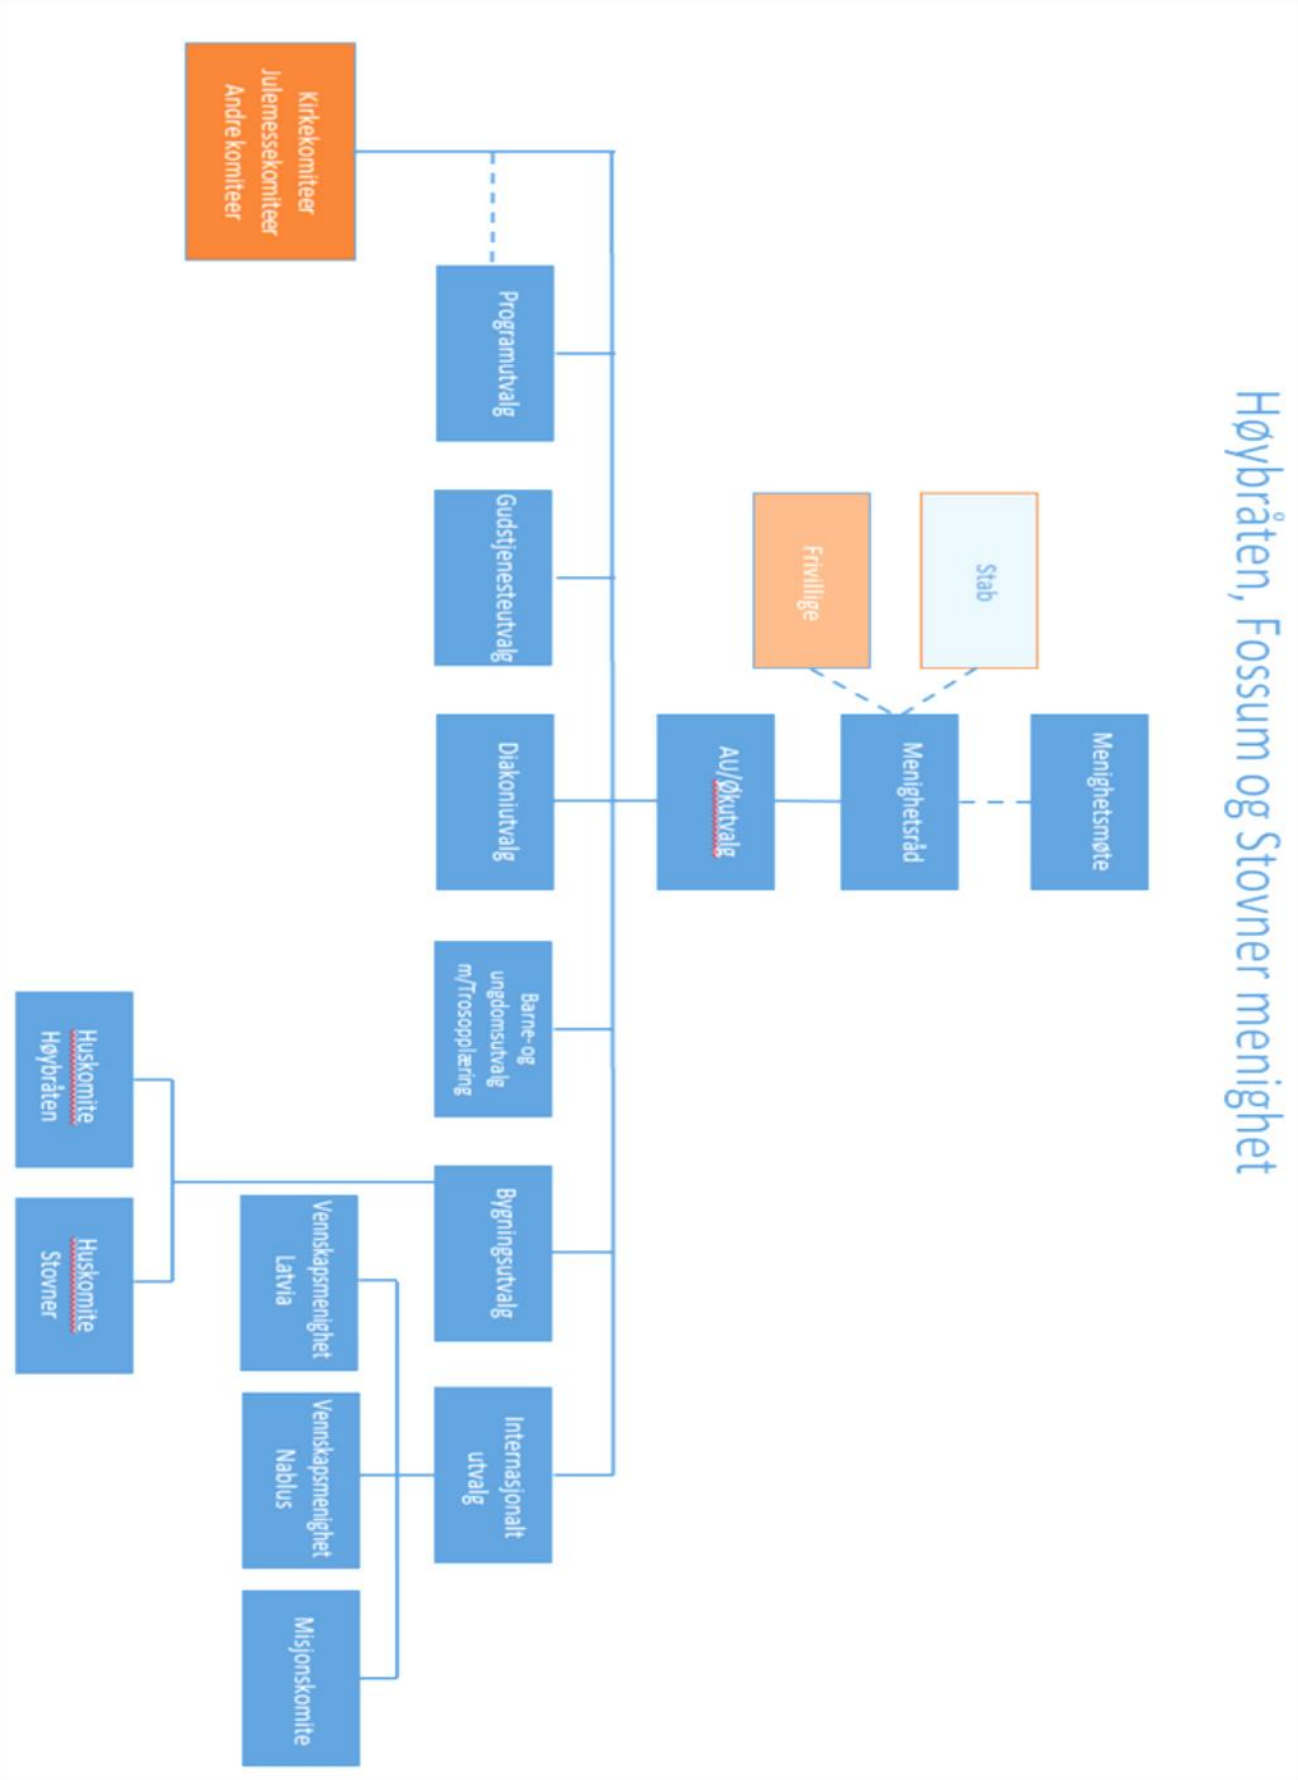 Høybråten, Fossum og Stovner menighet
Menighetsmøte
Stab
Menighetsråd
Frivillige
AU/Økutvalg
Programutvalg
Gudstjenesteutvalg
Diakoniutvalg
Barne- og
ungdomsutvalg
m/Trosopplæring
Bygningsutvalg
Internasjonalt
utvalg
Kirkekomiteer
Julemessekomiteer
Andre komiteer
Vennskapsmenighet
Latvia
Vennskapsmenighet
Nablus
Misjonskomite
Huskomite
Høybråten
Huskomite
Stovner